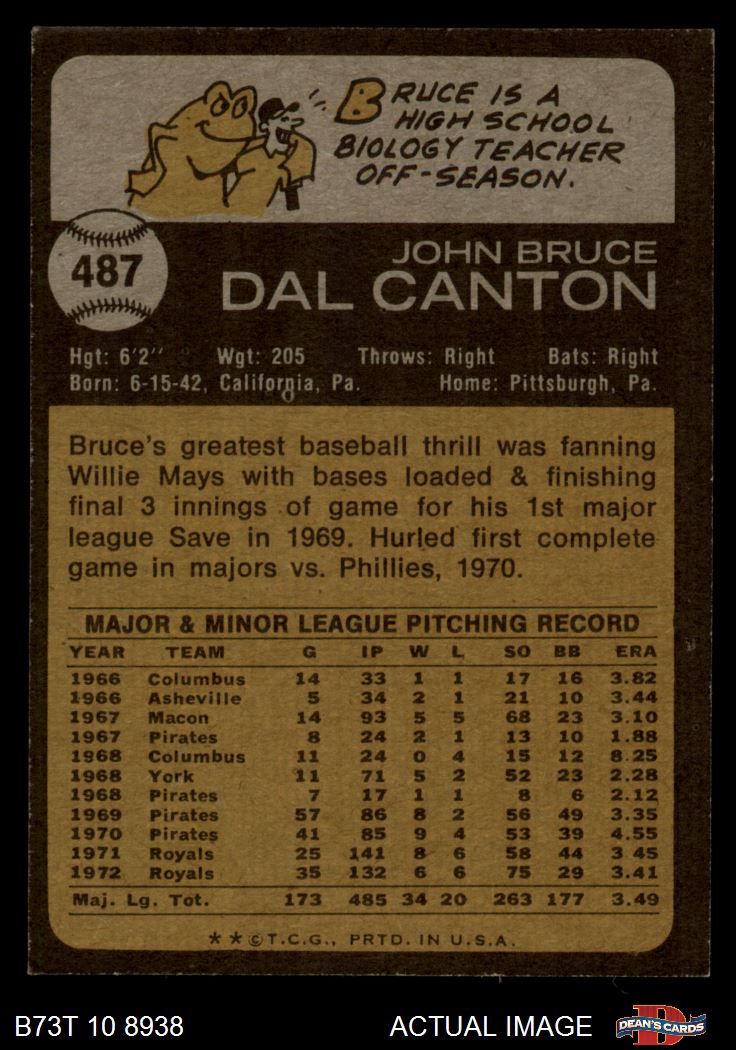 BRUCE IS A
HIGH SCHOOL
BIOLOGY TEACHER
OFF-SEASON.
487
JOHN BRUCE
DAL CANTON
Hgt: 6'2" Wgt: 205 Throws: Right Bats: Right
Born: 6-15-42, California, Pa. Home: Pittsburgh, Pa.
Bruce's greatest baseball thrill was fanning
Willie Mays with bases loaded & finishing
final 3 innings of game for his 1st major
league Save in 1969. Hurled first complete
game in majors vs. Phillies, 1970.
MAJOR & MINOR LEAGUE PITCHING RECORD
YEAR TEAM G IP W L SO BB ERA
1966 Columbus 14 33 1 1 17 16 3.82
1966 Asheville 5 34 2 1 21 10 3.44
1967 Macon 14 93 5 5 68 23 3.10
1967 Pirates 8 24 2 1 13 10 1.88
1968 Columbus 11 24 0 4 15 12 8.25
1968 York 11 71 5 2 52 23 2.28
1968 Pirates 7 17 1 1 8 6 2.12
1969 Pirates 57 86 8 2 56 49 3.35
1970 Pirates 41 85 9 4 53 39 4.55
1971 Royals 25 141 8 6 58 44 3.45
1972 Royals 35 132 6 6 75 29 3.41
Maj. Lg. Tot. 173 485 34 20 263 177 3.49
**©T.C.G., PRTD. IN U.S.A.
B73T 10 8938 ACTUAL IMAGE
DEAN'S CARDS